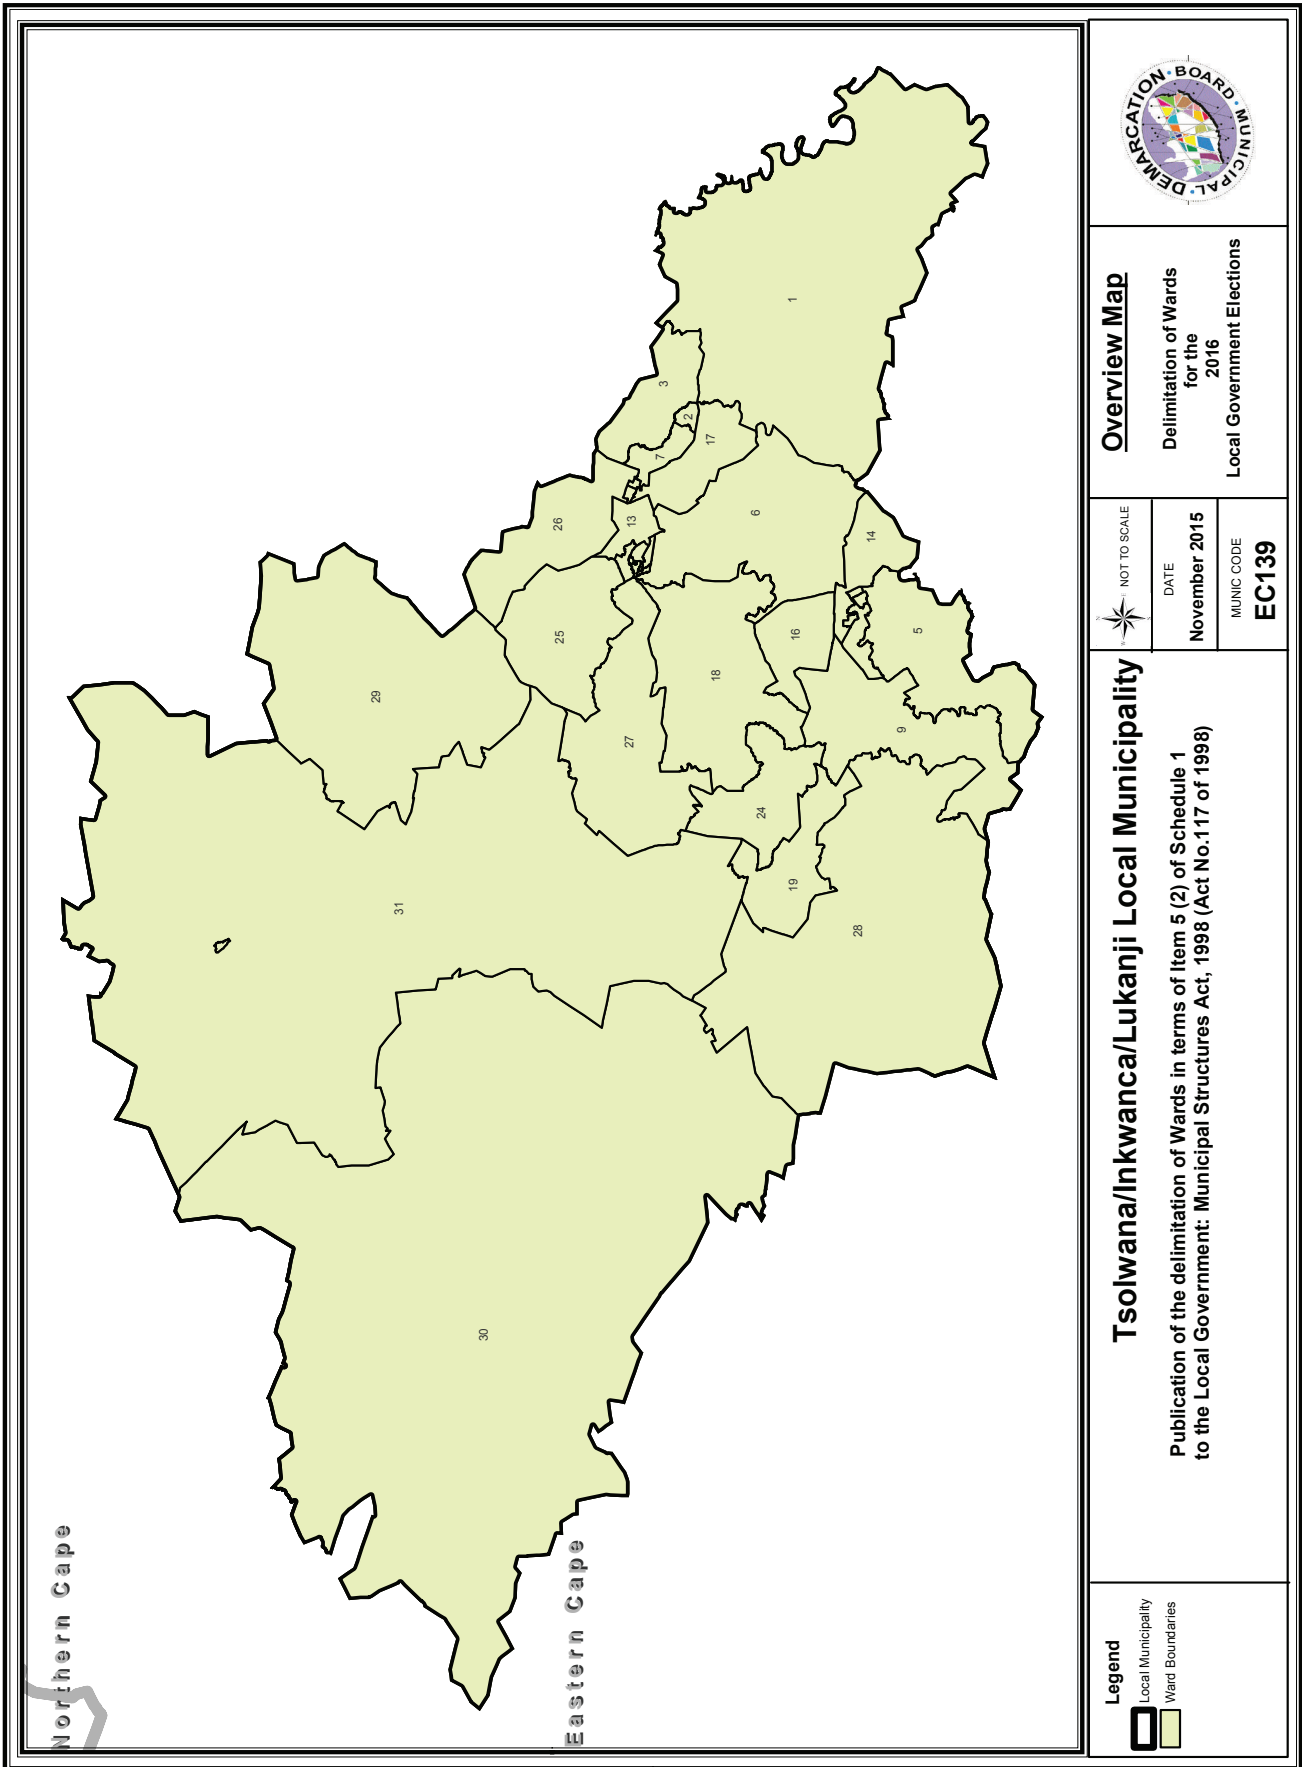 Northern Cape
Eastern Cape
31
29
30
26
25
27
13
3
7
2
17
1
18
6
16
24
19
28
9
14
5
Legend
Local Municipality
Ward Boundaries
Tsolwana/Inkwanca/Lukanji Local Municipality
Publication of the delimitation of Wards in terms of Item 5 (2) of Schedule 1
to the Local Government: Municipal Structures Act, 1998 (Act No.117 of 1998)
N
W
E
S
NOT TO SCALE
DATE
November 2015
MUNIC CODE
EC139
Overview Map
Delimitation of Wards
for the
2016
Local Government Elections
MUNICIPAL · DEMARCATION · BOARD ·